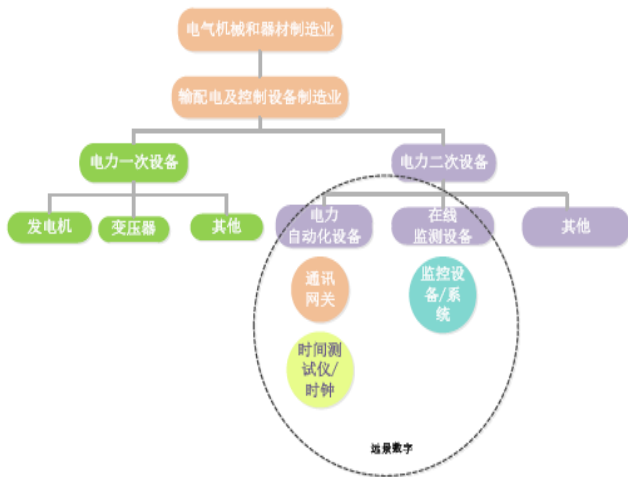 电气机械和器材制造业
输配电及控制设备制造业
电力一次设备
电力二次设备
发电机
变压器
其他
电力
自动化设备
在线
监测设备
其他
通讯
网关
监控设
备/系
统
时间测
试仪/
时钟
远景数字